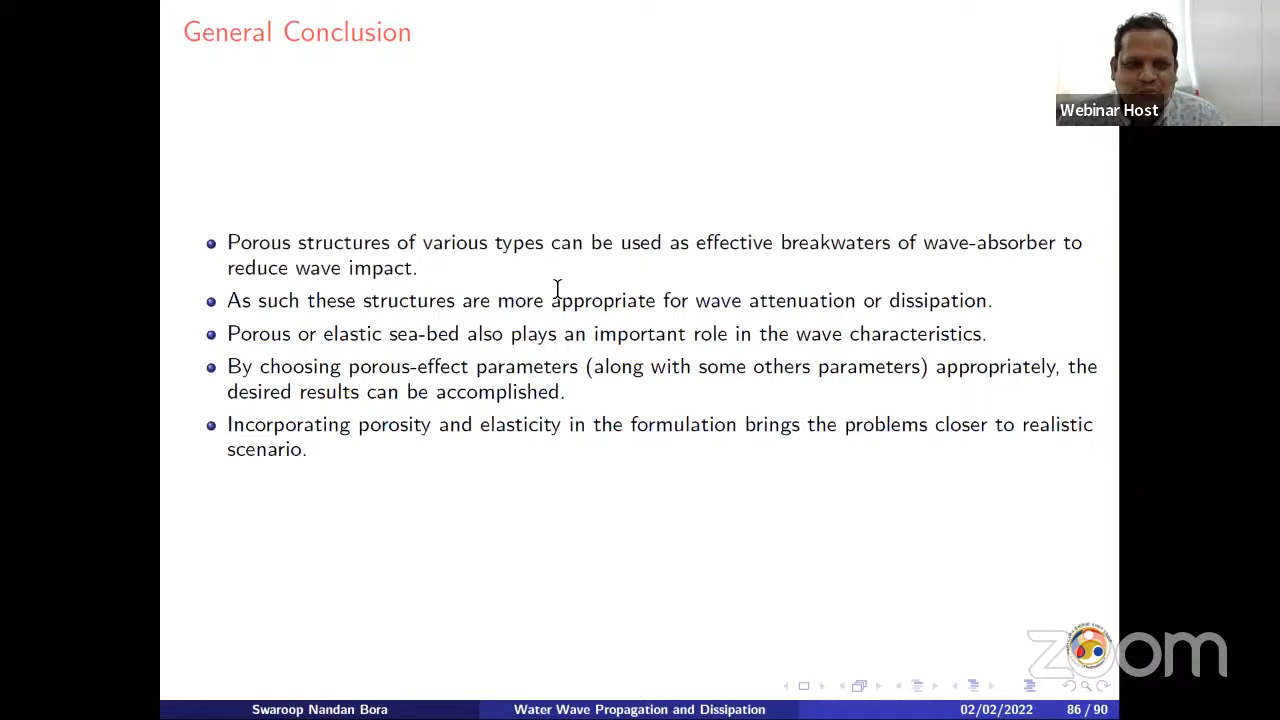 General Conclusion
Webinar Host
Porous structures of various types can be used as effective breakwaters of wave-absorber to
reduce wave impact.
As such these structures are more appropriate for wave attenuation or dissipation.
Porous or elastic sea-bed also plays an important role in the wave characteristics.
By choosing porous-effect parameters (along with some others parameters) appropriately, the
desired results can be accomplished.
Incorporating porosity and elasticity in the formulation brings the problems closer to realistic
scenario.
zoom
Swaroop Nandan Bora Water Wave Propagation and Dissipation 02/02/2022 86 / 90